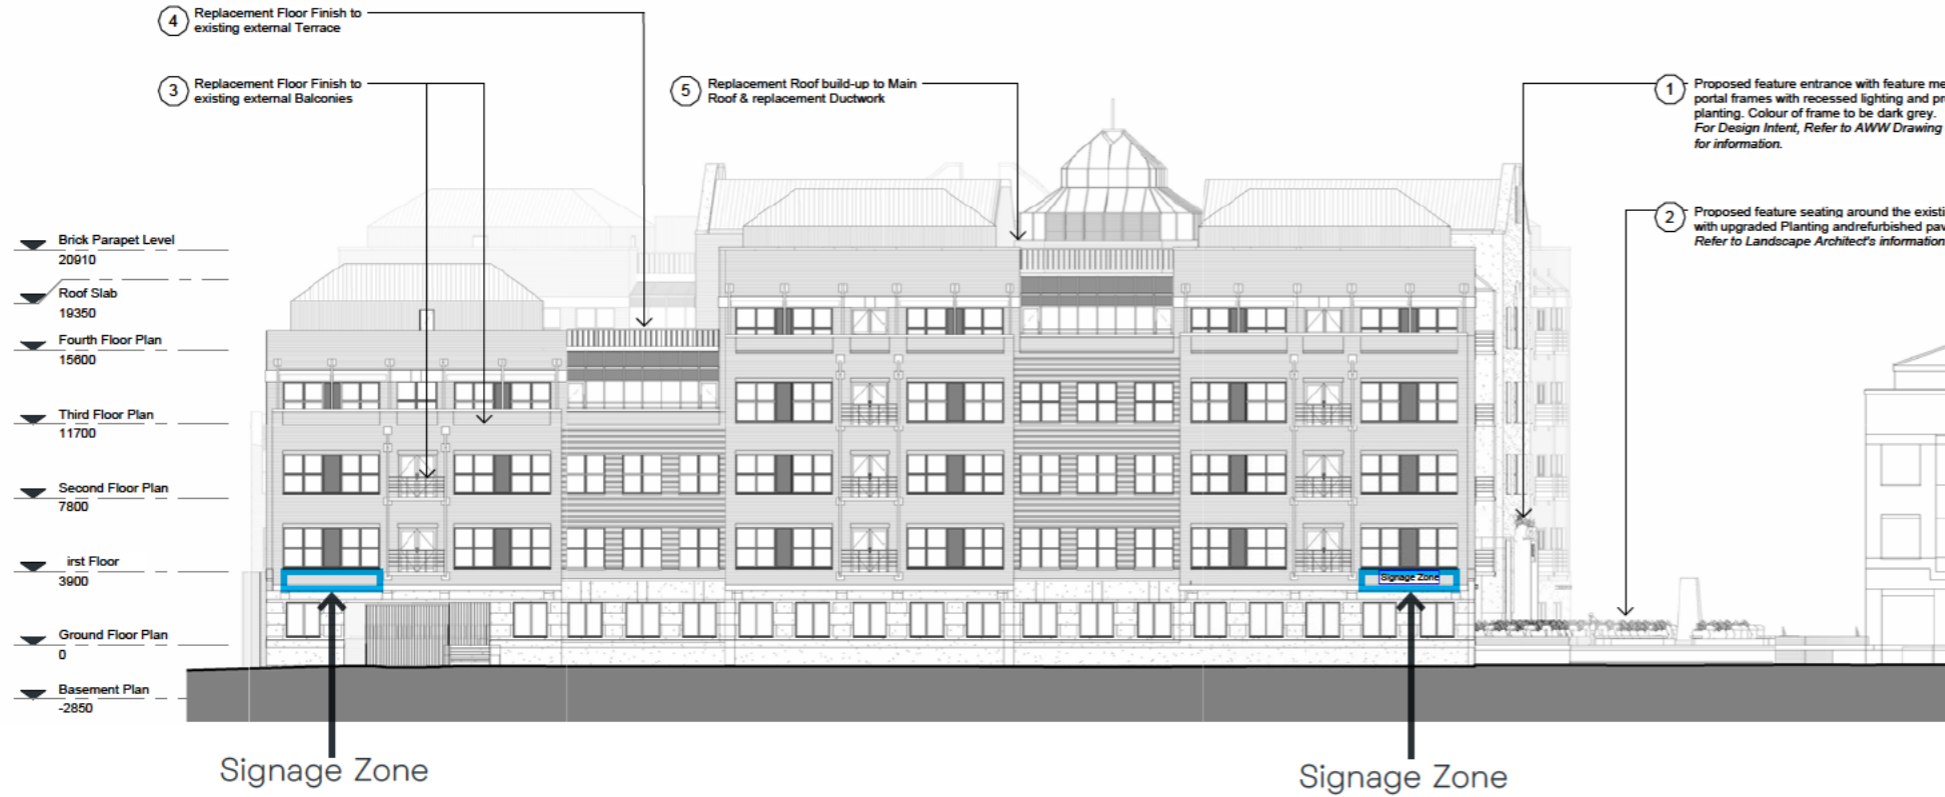 4
Replacement Floor Finish to
existing external Terrace
3
Replacement Floor Finish to
existing external Balconies
5
Replacement Roof build-up to Main
Roof & replacement Ductwork
1
Proposed feature entrance with feature me
portal frames with recessed lighting and pr
planting. Colour of frame to be dark grey.
For Design Intent, Refer to AWW Drawing
for information.
2
Proposed feature seating around the existi
with upgraded Planting andrefurbished pav
Refer to Landscape Architect's information
Brick Parapet Level
20910
Roof Slab
19350
Fourth Floor Plan
15600
Third Floor Plan
11700
Second Floor Plan
7800
irst Floor
3900
Ground Floor Plan
0
Basement Plan
-2850
Signage Zone
Signage Zone
Signage Zone